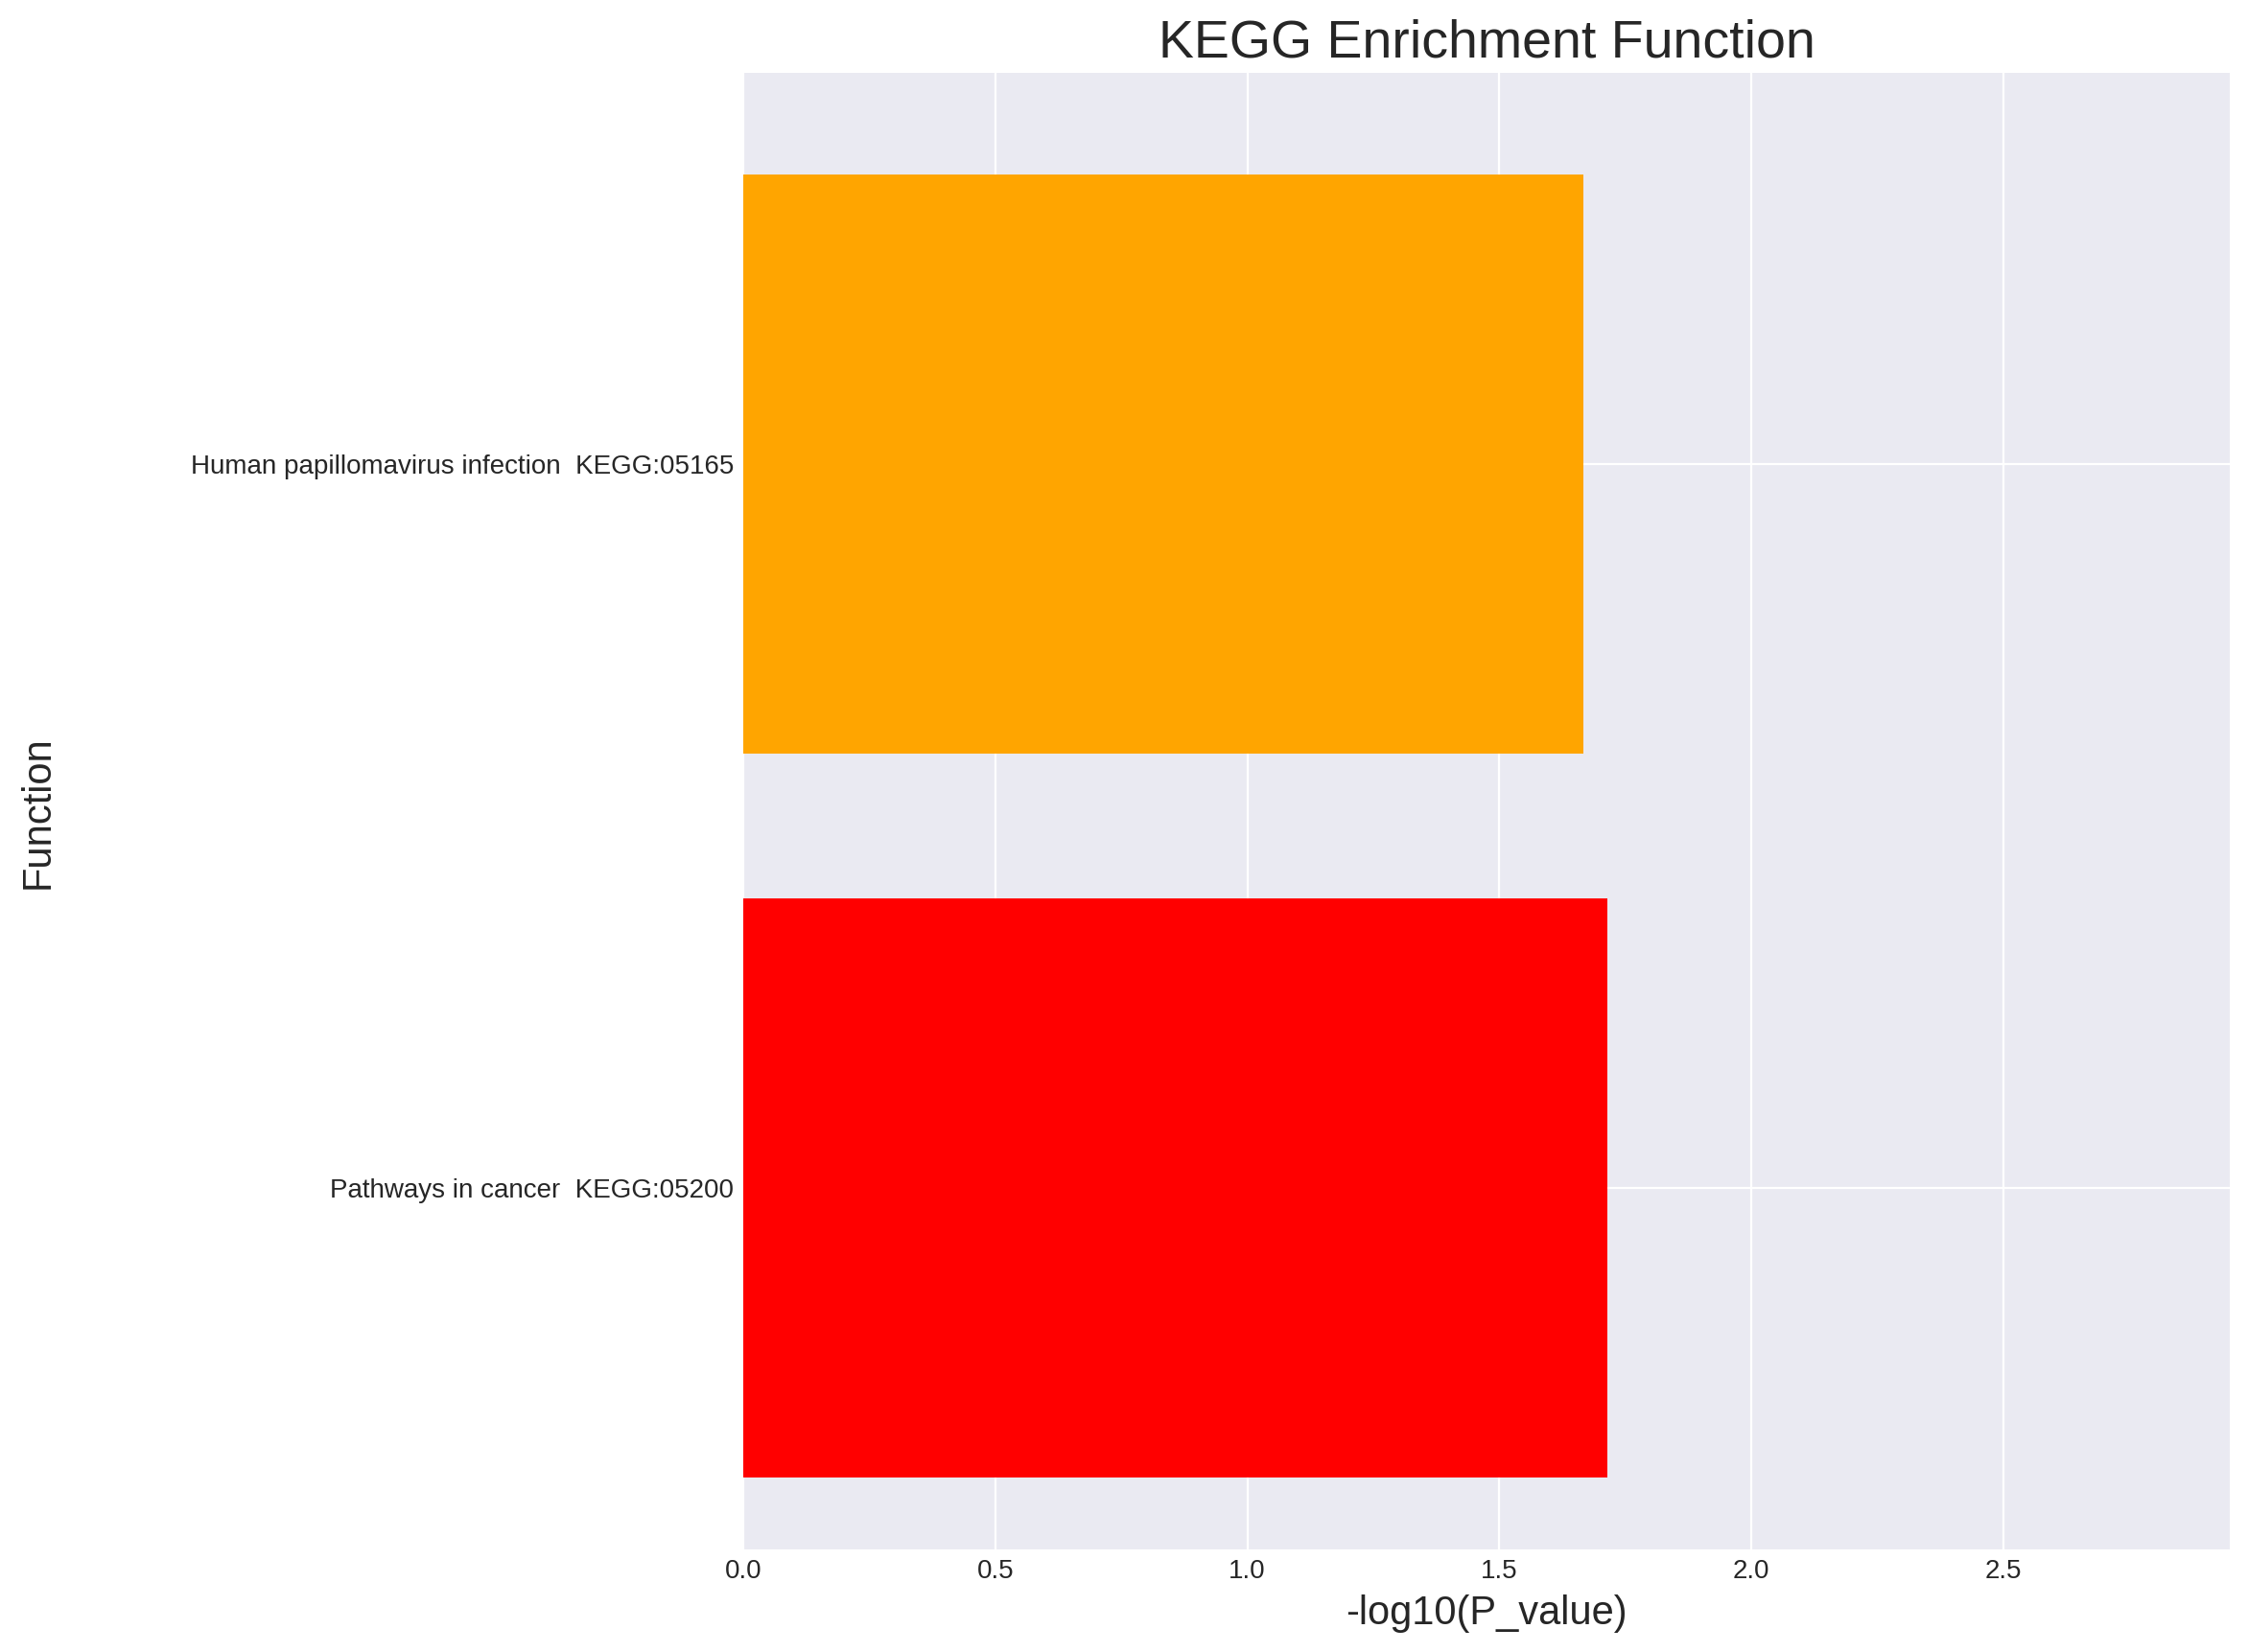 KEGG Enrichment Function
Human papillomavirus infection  KEGG:05165
Function
Pathways in cancer  KEGG:05200
0.0 0.5 1.0 1.5 2.0 2.5
-log10(P_value)